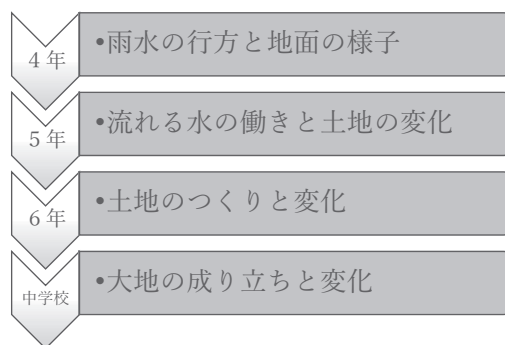 4年
•雨水の行方と地面の様子
5年
•流れる水の働きと土地の変化
6年
•土地のつくりと変化
中学校
•大地の成り立ちと変化